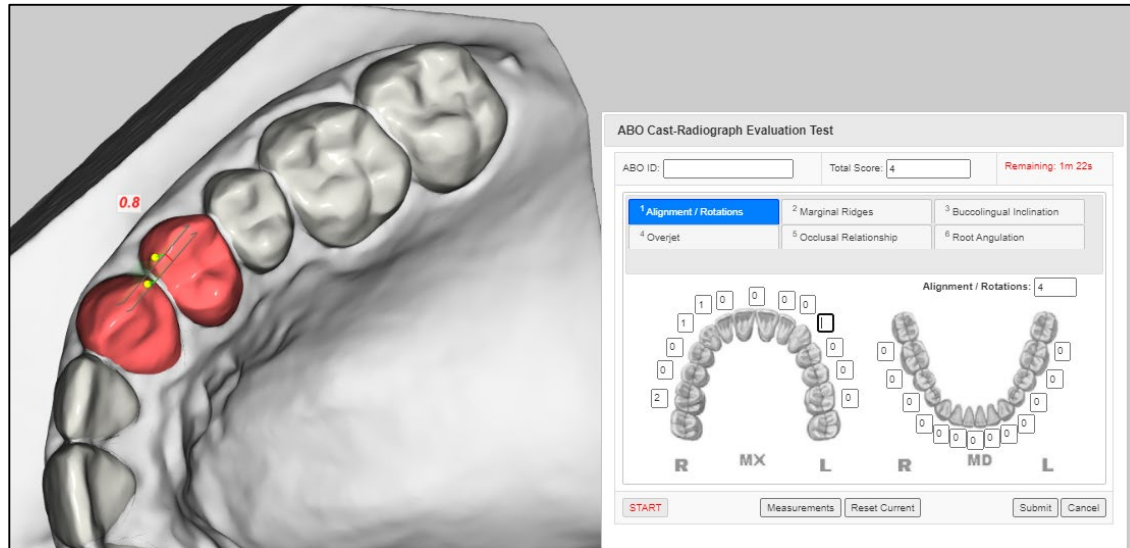 0.8
ABO Cast-Radiograph Evaluation Test
ABO ID:
Total Score: 4
Remaining: 1m 22s
1 Alignment / Rotations
2 Marginal Ridges
3 Buccolingual Inclination
4 Overjet
5 Occlusal Relationship
6 Root Angulation
Alignment / Rotations: 4
1 0 0 0 0
1
0 0
0 0
2 0
0 0
0 0
0 0
0 0 0 0 0 0 0
R MX L
R MD L
START
Measurements
Reset Current
Submit
Cancel